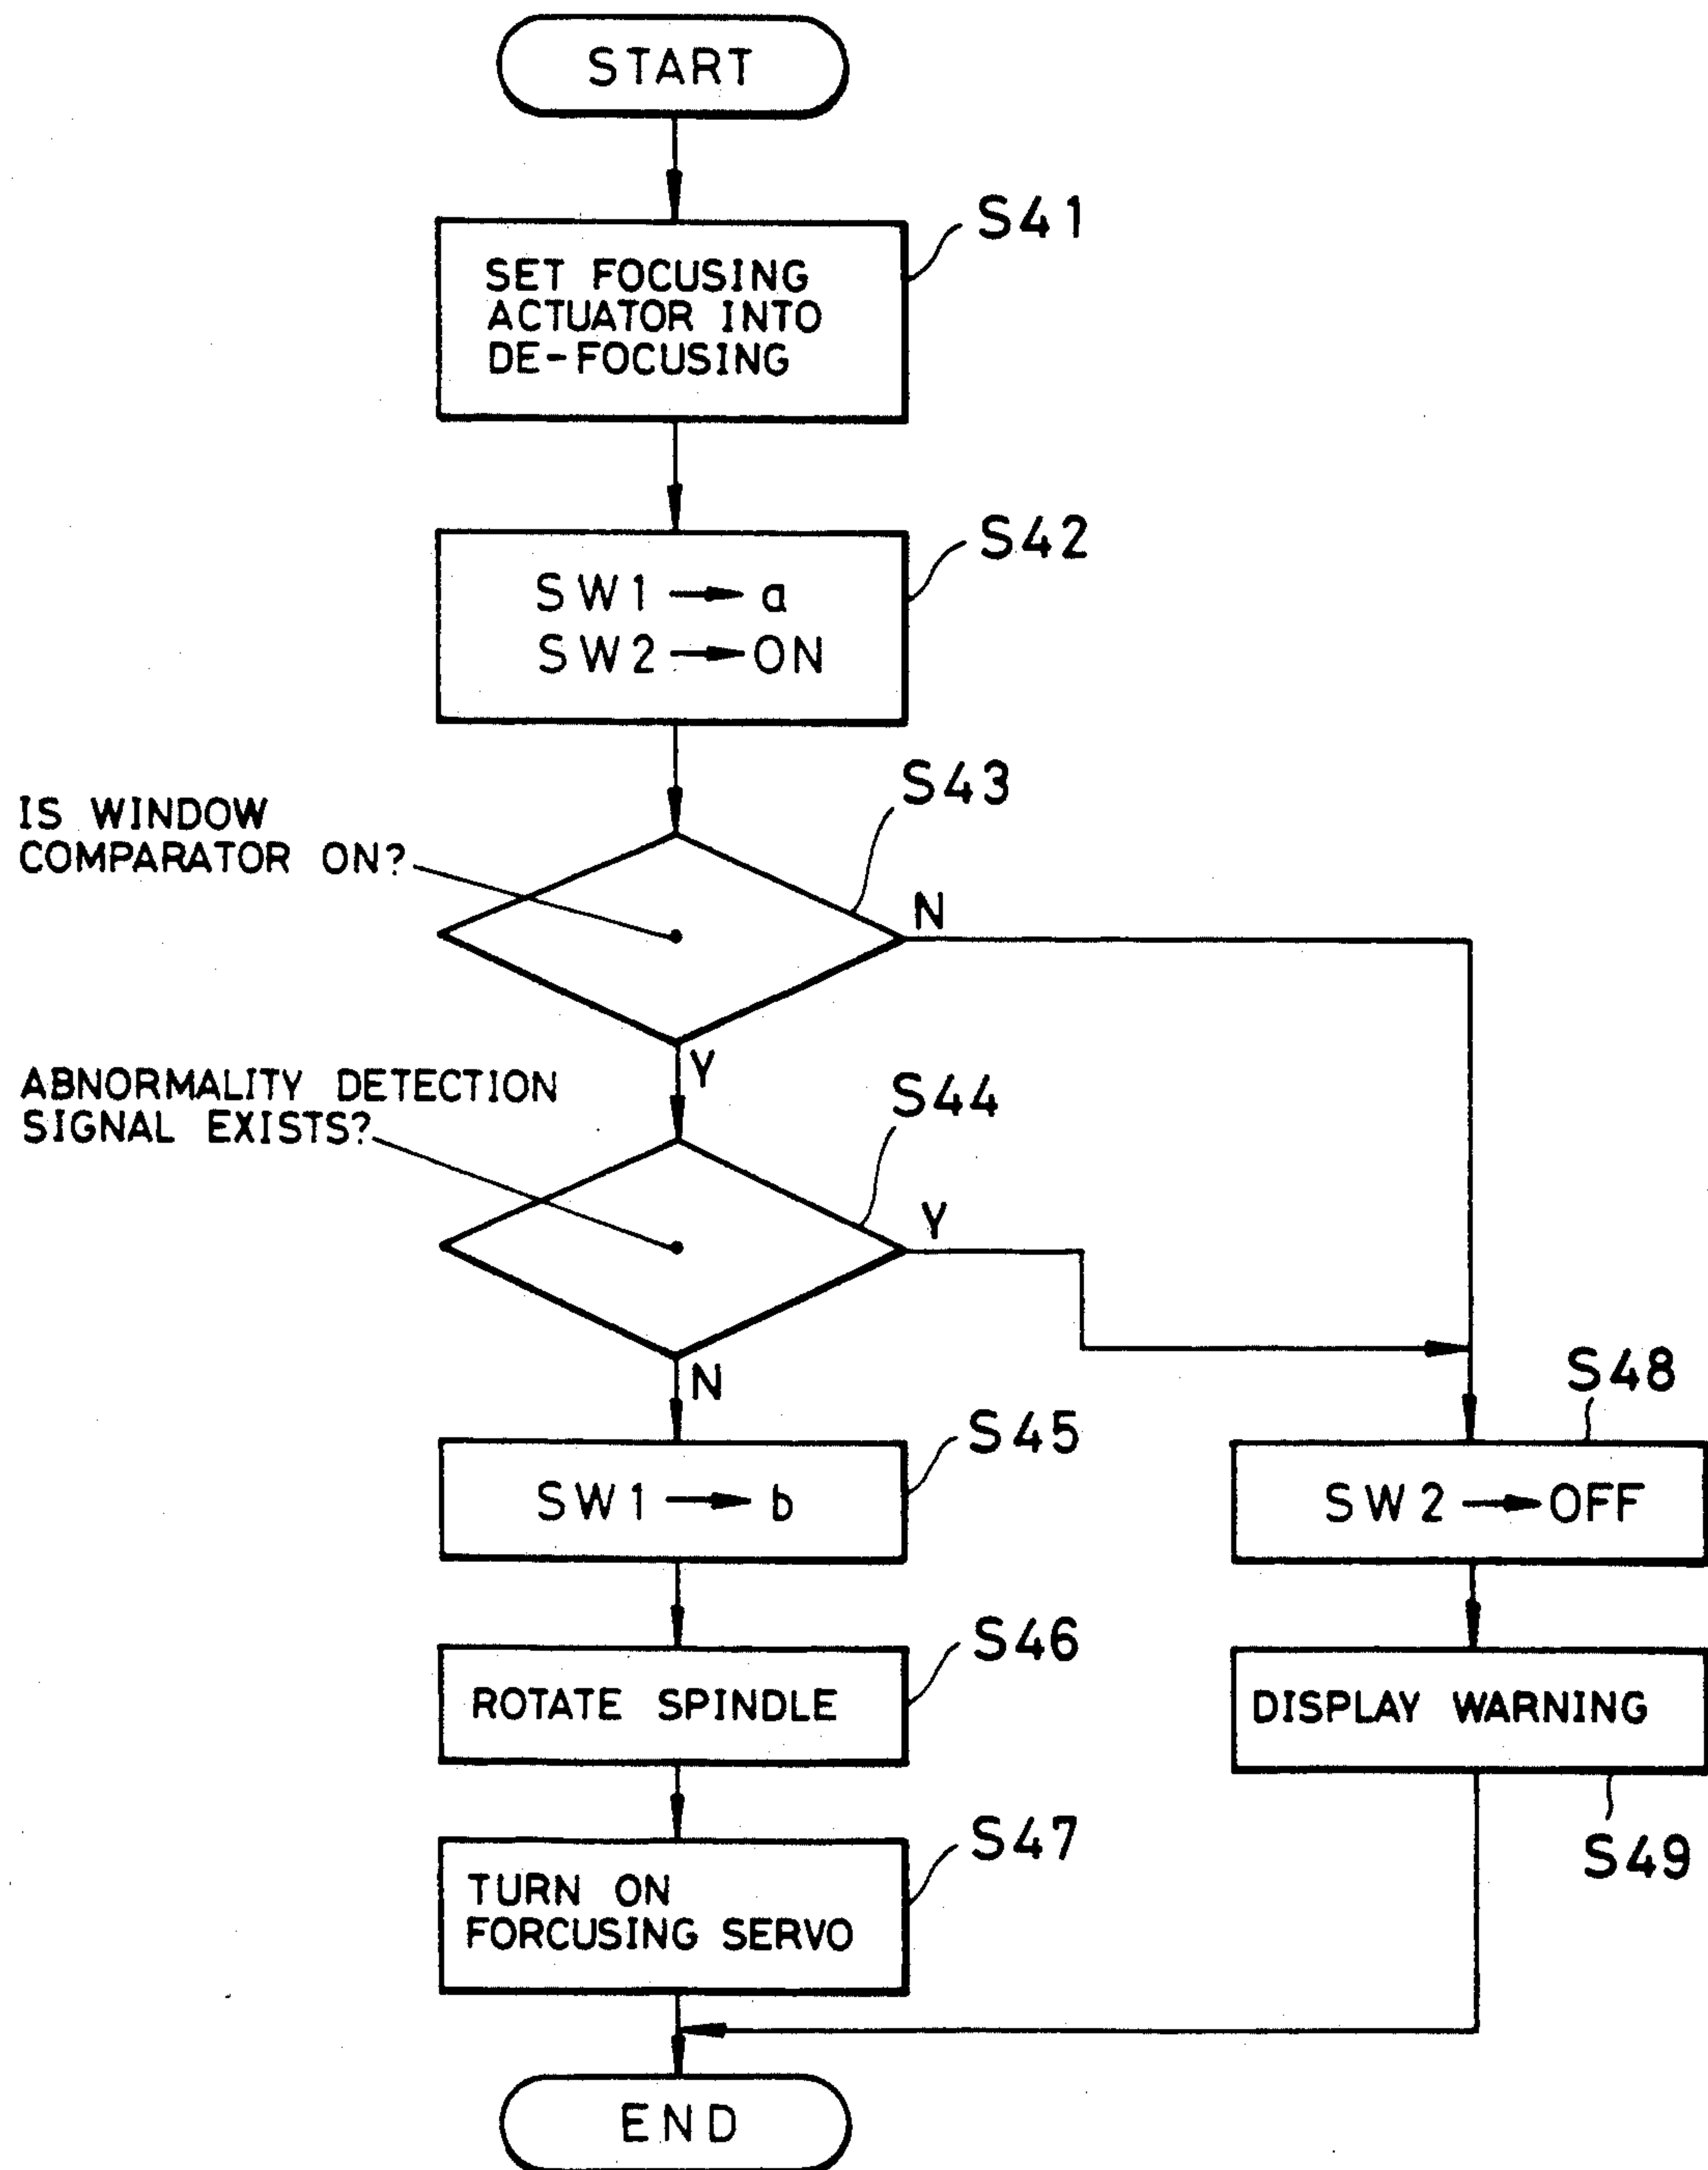 START
S41
SET FOCUSING
ACTUATOR INTO
DE-FOCUSING
S42
SW1 → a
SW2 → ON
S43
IS WINDOW
COMPARATOR ON?
N
Y
ABNORMALITY DETECTION
SIGNAL EXISTS?
S44
Y
N
S45
SW1 → b
S48
SW2 → OFF
S46
ROTATE SPINDLE
DISPLAY WARNING
S49
S47
TURN ON
FORCUSING SERVO
END